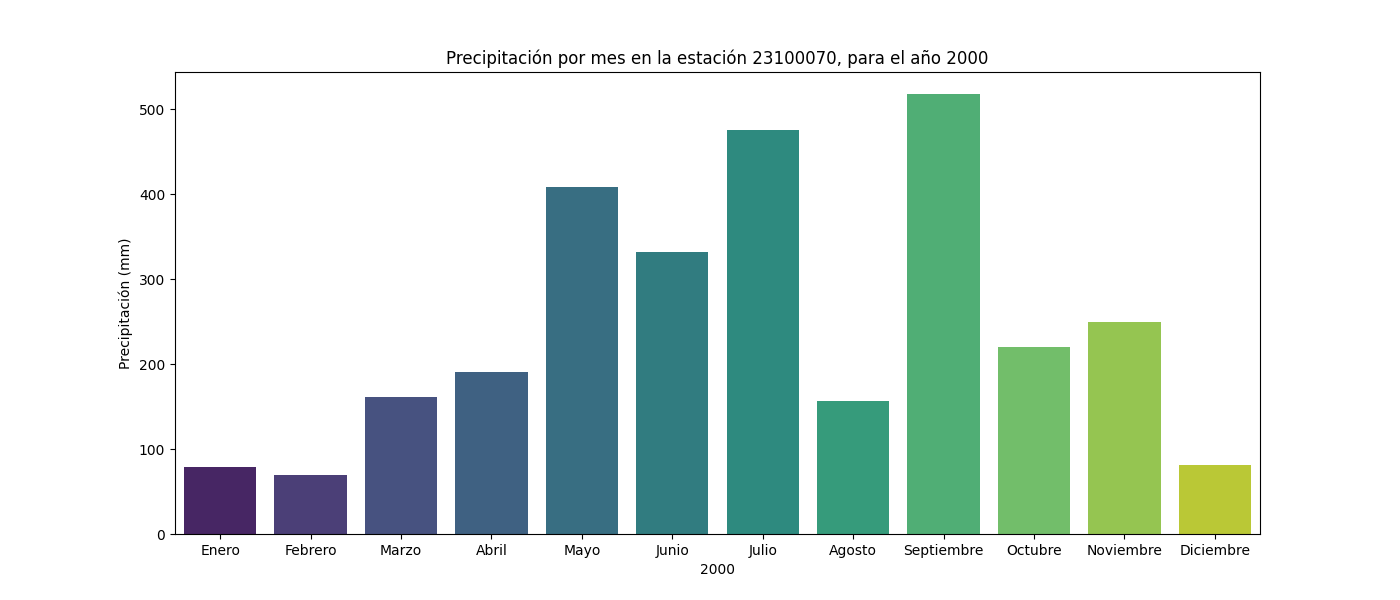 Precipitación por mes en la estación 23100070, para el año 2000
Precipitación (mm)
500
400
300
200
100
0
Enero Febrero Marzo Abril Mayo Junio Julio Agosto Septiembre Octubre Noviembre Diciembre
2000